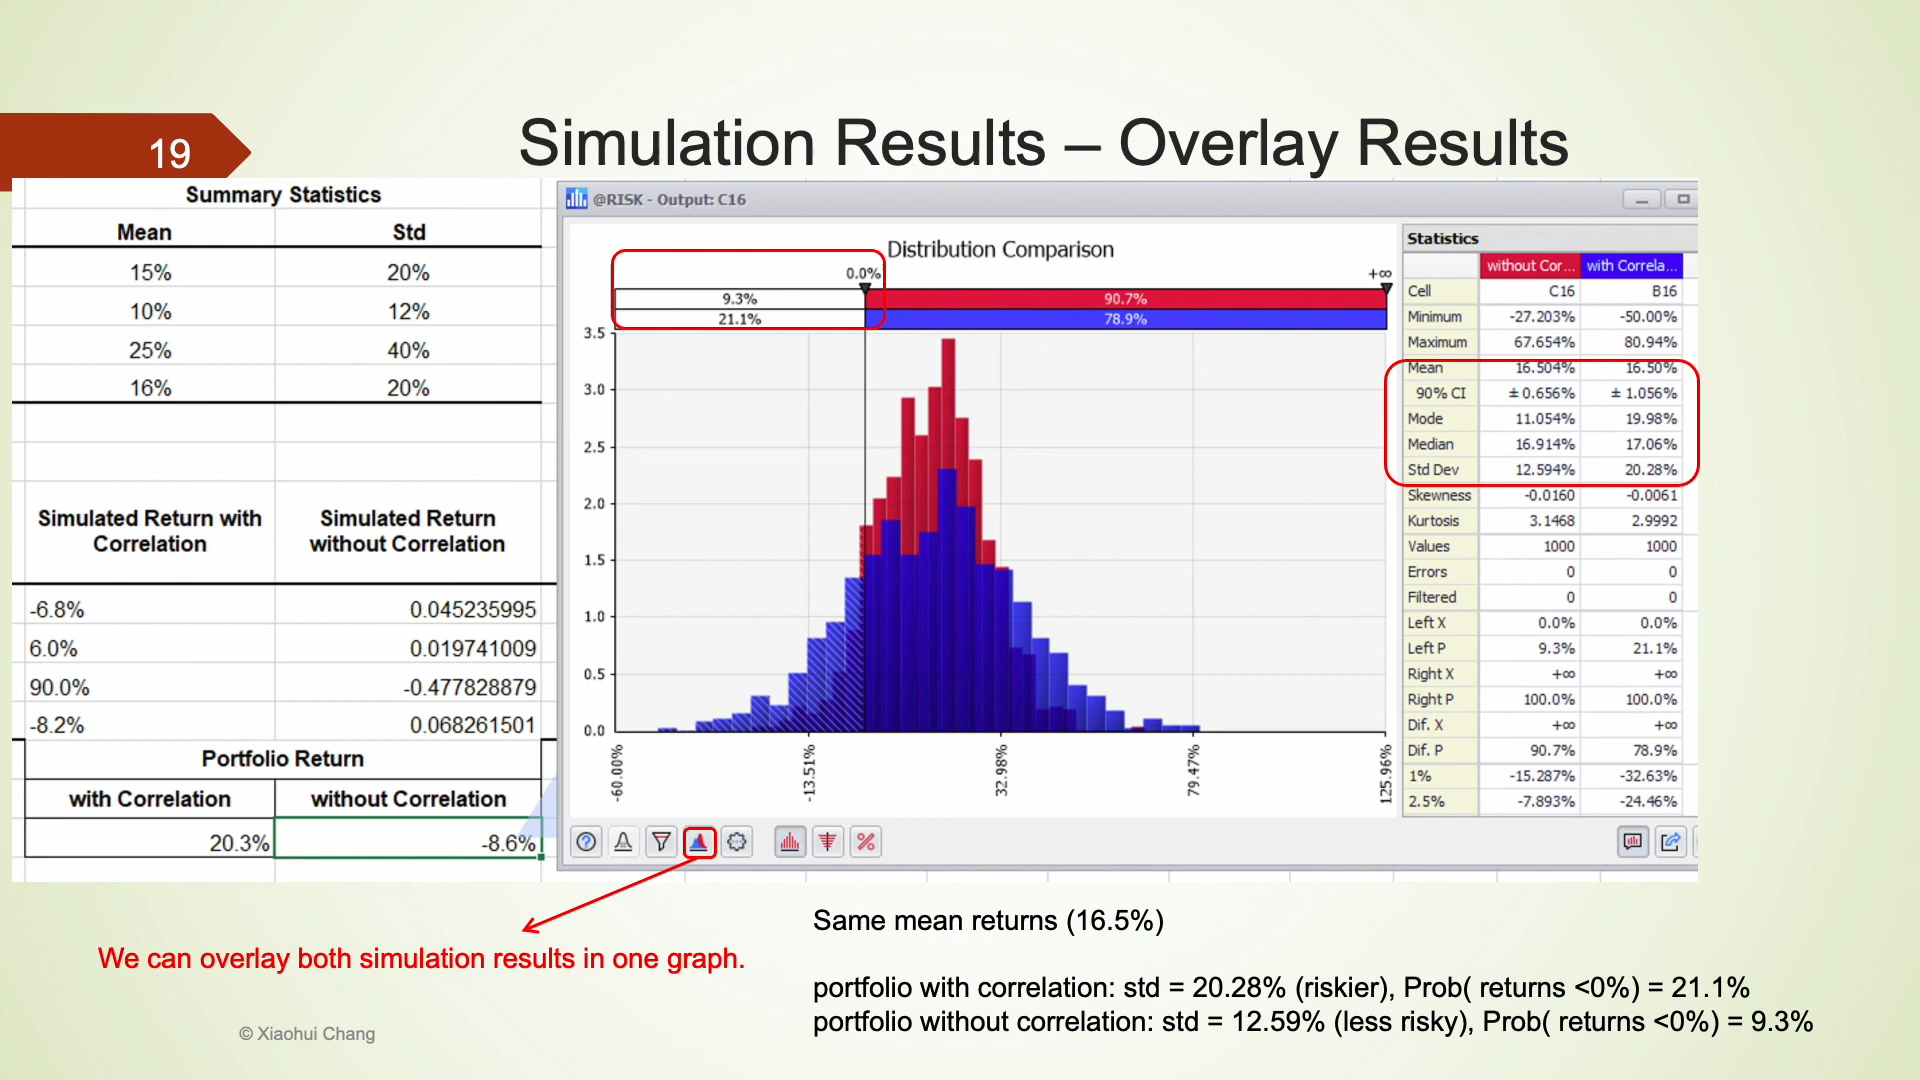 19
Simulation Results – Overlay Results
Summary Statistics
Mean Std
15% 20%
10% 12%
25% 40%
16% 20%
Simulated Return with Correlation
Simulated Return without Correlation
-6.8% 0.045235995
6.0% 0.019741009
90.0% -0.477828879
-8.2% 0.068261501
Portfolio Return
with Correlation without Correlation
20.3% -8.6%
@RISK - Output: C16
Distribution Comparison
0.0% +∞
9.3% 90.7%
21.1% 78.9%
3.5
3.0
2.5
2.0
1.5
1.0
0.5
0.0
-60.00% -13.51% 32.98% 79.47% 125.96%
Statistics
without Cor... with Correla...
Cell C16 B16
Minimum -27.203% -50.00%
Maximum 67.654% 80.94%
Mean 16.504% 16.50%
90% CI ± 0.656% ± 1.056%
Mode 11.054% 19.98%
Median 16.914% 17.06%
Std Dev 12.594% 20.28%
Skewness -0.0160 -0.0061
Kurtosis 3.1468 2.9992
Values 1000 1000
Errors 0 0
Filtered 0 0
Left X 0.0% 0.0%
Left P 9.3% 21.1%
Right X +∞ +∞
Right P 100.0% 100.0%
Dif. X +∞ +∞
Dif. P 90.7% 78.9%
1% -15.287% -32.63%
2.5% -7.893% -24.46%
We can overlay both simulation results in one graph.
Same mean returns (16.5%)
portfolio with correlation: std = 20.28% (riskier), Prob( returns <0%) = 21.1%
portfolio without correlation: std = 12.59% (less risky), Prob( returns <0%) = 9.3%
© Xiaohui Chang